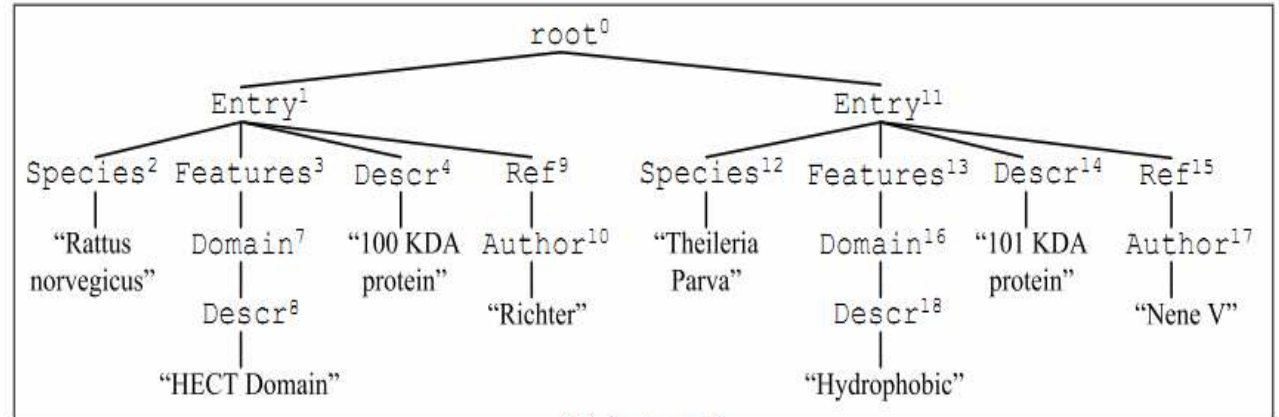 root⁰
Entry¹ Entry¹¹
Species² Features³ Descr⁴ Ref⁹ Species¹² Features¹³ Descr¹⁴ Ref¹⁵
“Rattus Domain⁷ “100 KDA Author¹⁰ “Theileria Domain¹⁶ “101 KDA Author¹⁷
norvegicus” protein” Parva” protein”
Descr⁸ “Richter” Descr¹⁸ “Nene V”
“HECT Domain” “Hydrophobic”